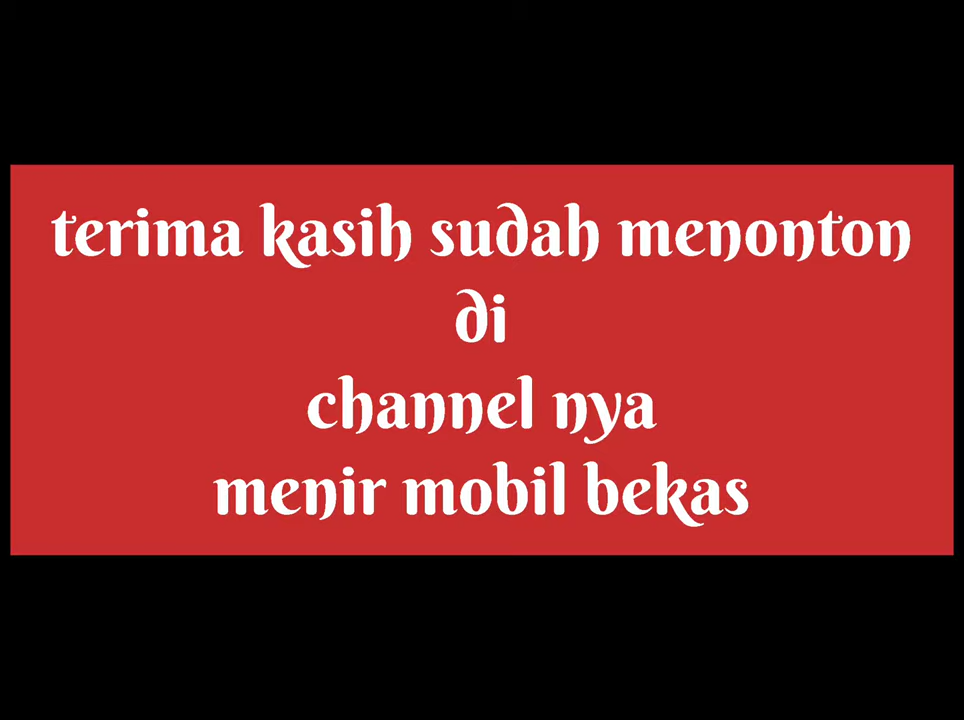 terima kasih sudah menonton
di
channel nya
menir mobil bekas